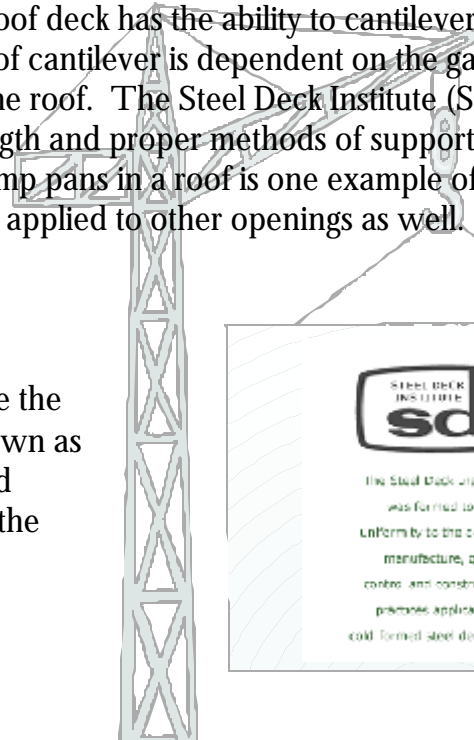 oof deck has the ability to cantilever
of cantilever is dependent on the ga
ne roof. The Steel Deck Institute (S
gth and proper methods of support
mp pans in a roof is one example of
applied to other openings as well.
e the
own as
d
the
STEEL DECK
INSTITUTE
sd
The Steel Deck
was formed to
uniformity to the
manufacture,
control and constr
practices applica
cold formed steel de